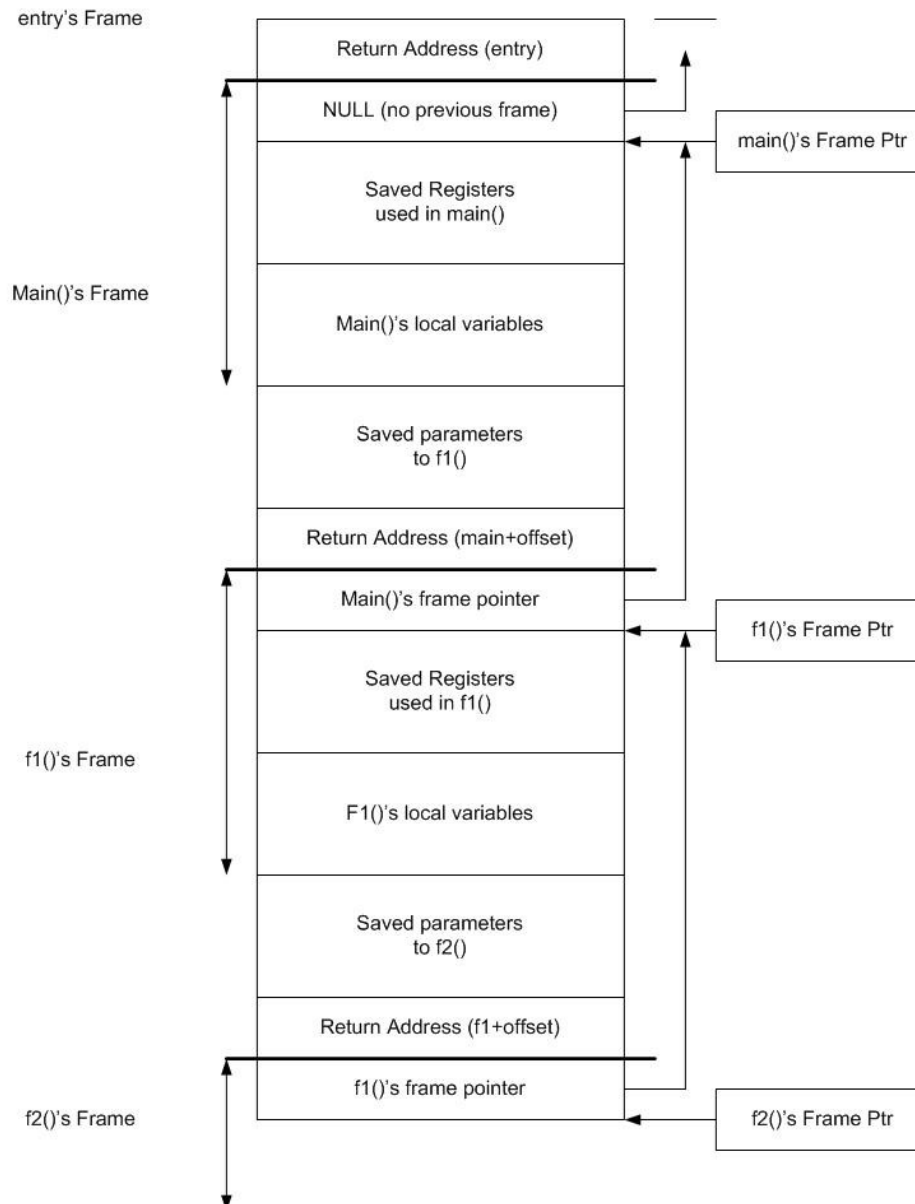 entry's Frame
Return Address (entry)
NULL (no previous frame)
main()'s Frame Ptr
Saved Registers
used in main()
Main()'s Frame
Main()'s local variables
Saved parameters
to f1()
Return Address (main+offset)
Main()'s frame pointer
f1()'s Frame Ptr
Saved Registers
used in f1()
f1()'s Frame
F1()'s local variables
Saved parameters
to f2()
Return Address (f1+offset)
f1()'s frame pointer
f2()'s Frame
f2()'s Frame Ptr